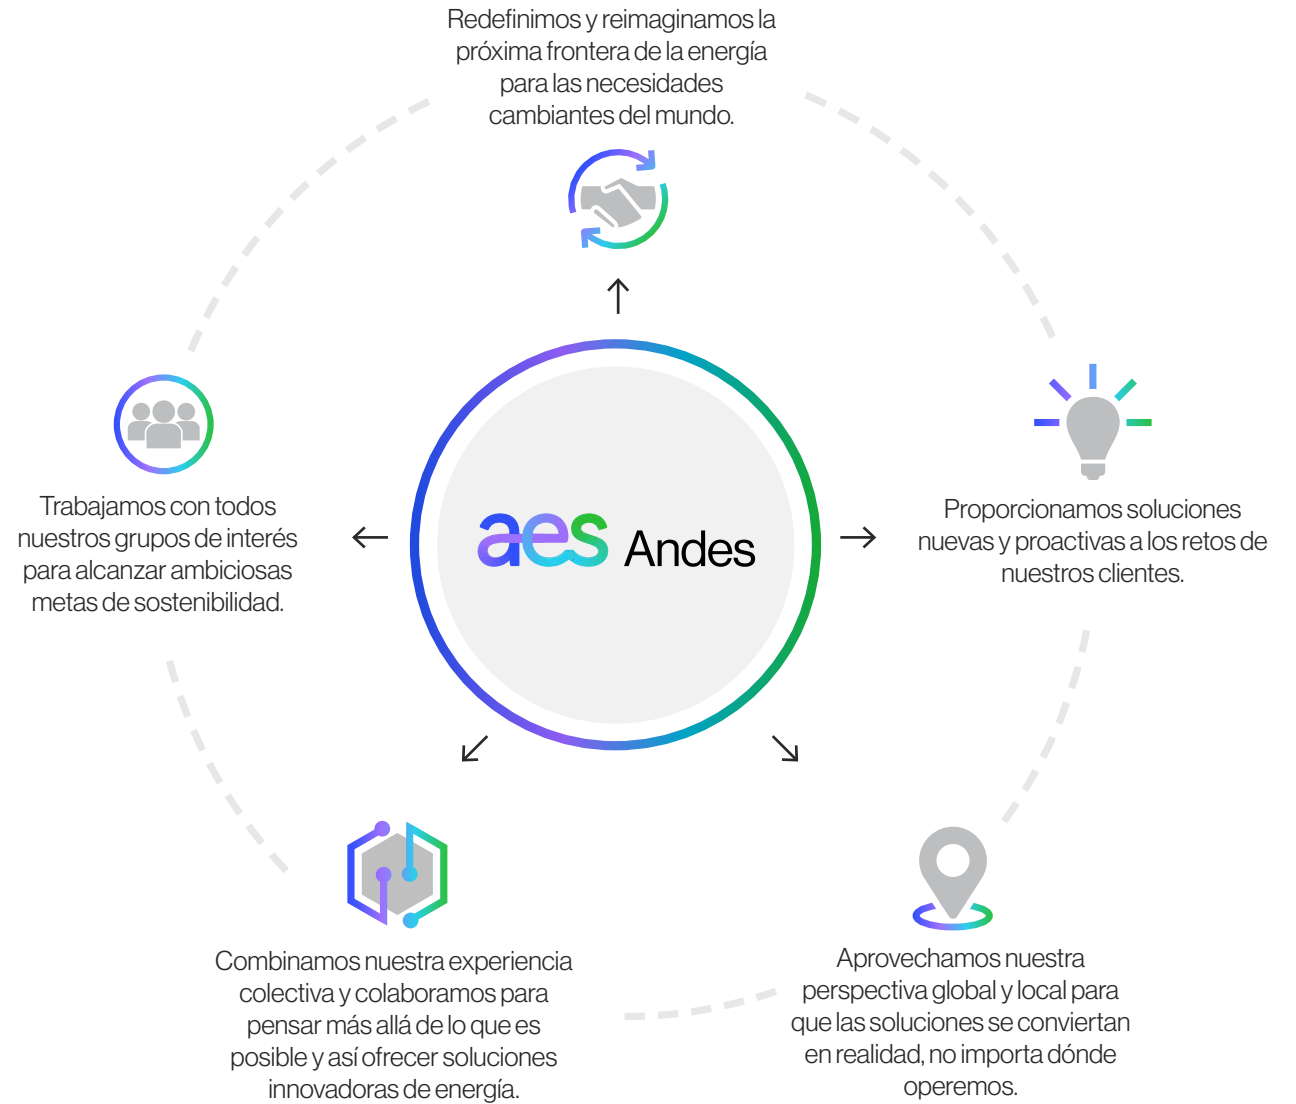 Redefinimos y reimaginamos la
próxima frontera de la energía
para las necesidades
cambiantes del mundo.
Trabajamos con todos
nuestros grupos de interés
para alcanzar ambiciosas
metas de sostenibilidad.
aes Andes
Proporcionamos soluciones
nuevas y proactivas a los retos de
nuestros clientes.
Combinamos nuestra experiencia
colectiva y colaboramos para
pensar más allá de lo que es
posible y así ofrecer soluciones
innovadoras de energía.
Aprovechamos nuestra
perspectiva global y local para
que las soluciones se conviertan
en realidad, no importa dónde
operemos.